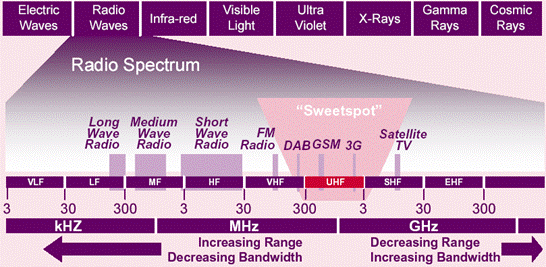 Electric Waves
Radio Waves
Infra-red
Visible Light
Ultra Violet
X-Rays
Gamma Rays
Cosmic Rays
Radio Spectrum
"Sweetspot"
Long Wave Radio
Medium Wave Radio
Short Wave Radio
FM Radio
DAB
GSM
3G
Satellite TV
VLF
LF
MF
HF
VHF
UHF
SHF
EHF
3
30
300
3
30
300
3
30
300
kHZ
MHz
GHz
Increasing Range
Decreasing Bandwidth
Decreasing Range
Increasing Bandwidth